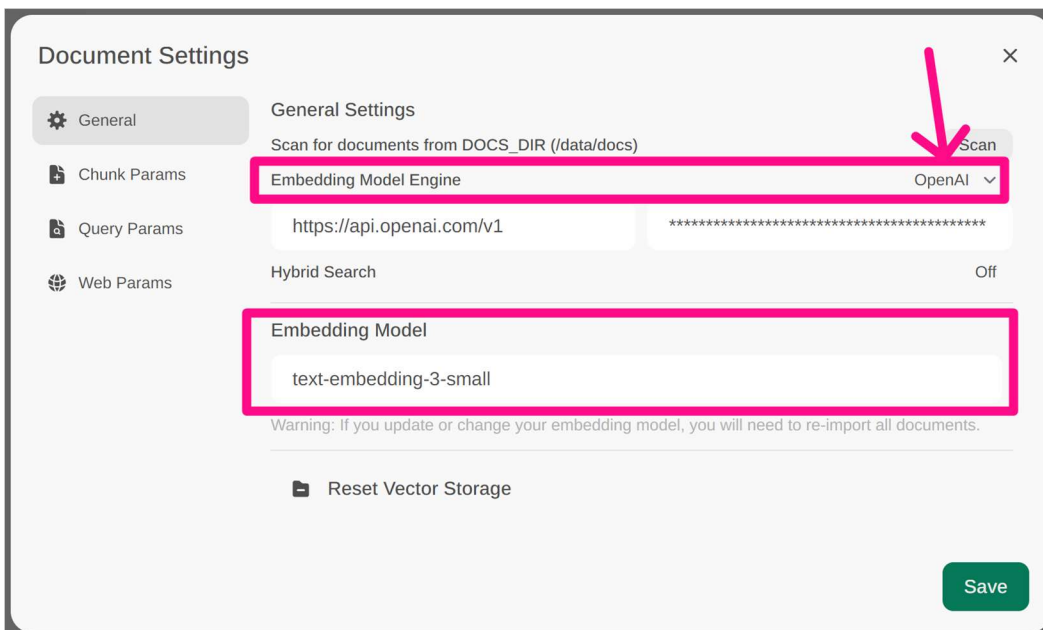 Document Settings
General
Chunk Params
Query Params
Web Params
General Settings
Scan for documents from DOCS_DIR (/data/docs)
Scan
Embedding Model Engine
OpenAI
https://api.openai.com/v1
*******************************************
Hybrid Search
Off
Embedding Model
text-embedding-3-small
Warning: If you update or change your embedding model, you will need to re-import all documents.
Reset Vector Storage
Save